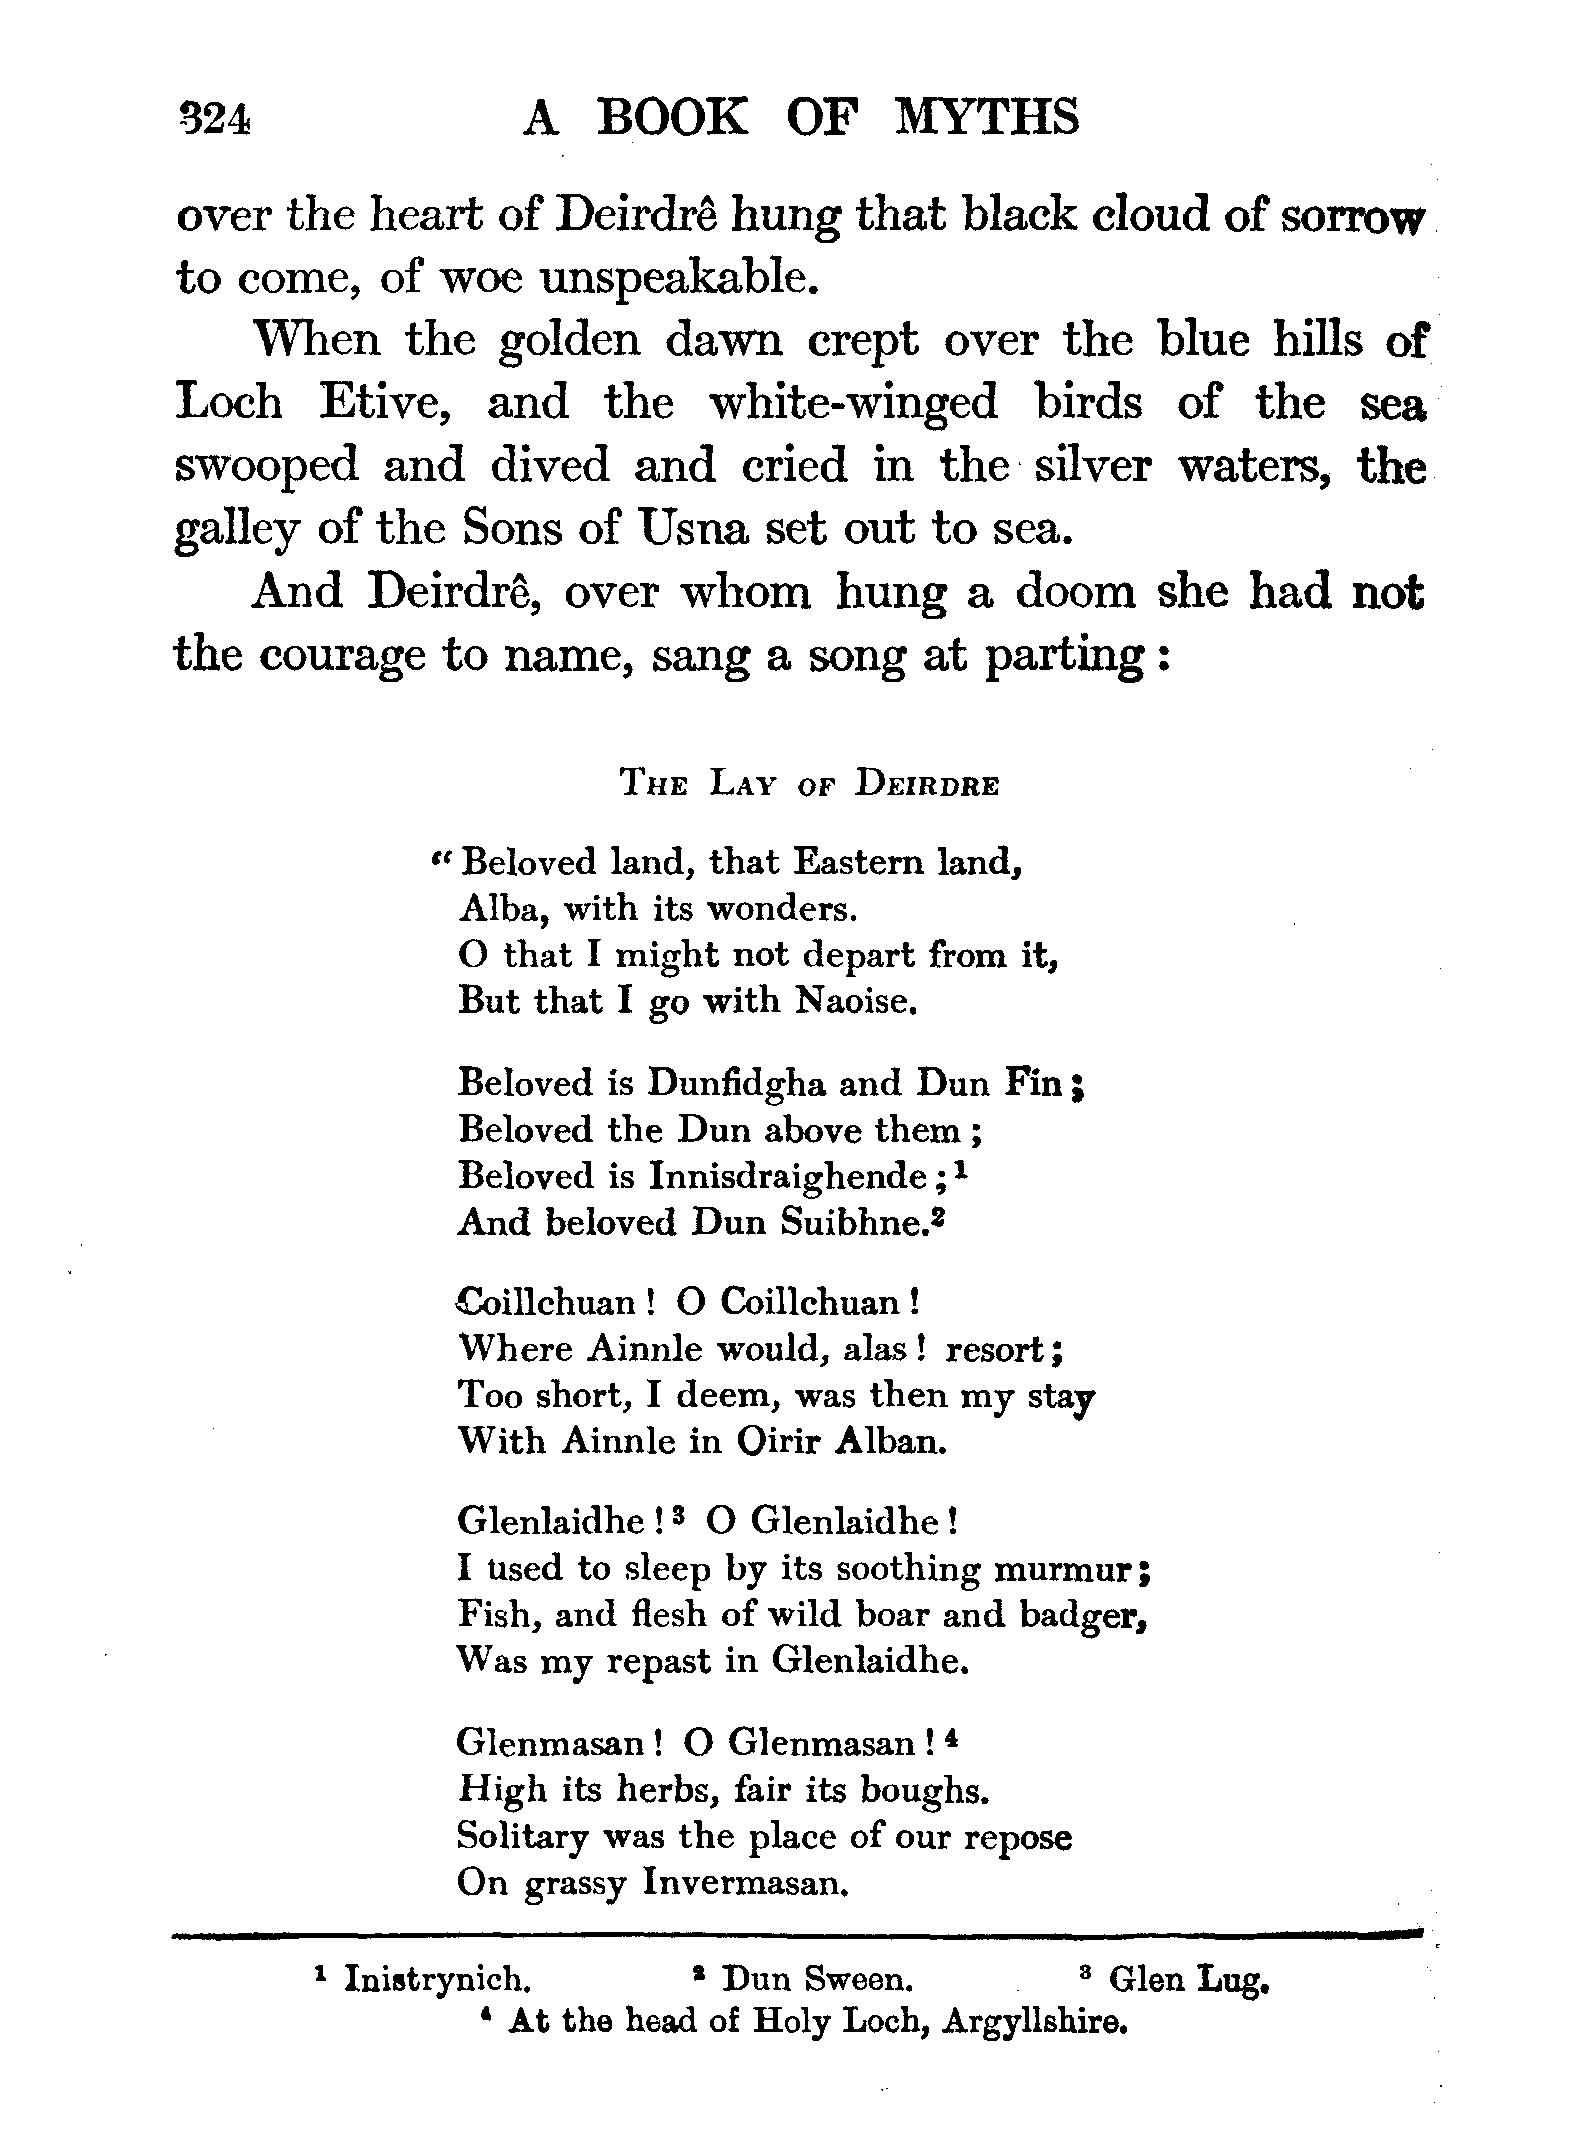 324 A BOOK OF MYTHS
over the heart of Deirdrê hung that black cloud of sorrow
to come, of woe unspeakable.
When the golden dawn crept over the blue hills of
Loch Etive, and the white-winged birds of the sea
swooped and dived and cried in the silver waters, the
galley of the Sons of Usna set out to sea.
And Deirdrê, over whom hung a doom she had not
the courage to name, sang a song at parting :
THE LAY OF DEIRDRE
“ Beloved land, that Eastern land,
Alba, with its wonders.
O that I might not depart from it,
But that I go with Naoise.
Beloved is Dunfidgha and Dun Fin ;
Beloved the Dun above them ;
Beloved is Innisdraighende ;¹
And beloved Dun Suibhne.²
Coillchuan ! O Coillchuan !
Where Ainnle would, alas ! resort ;
Too short, I deem, was then my stay
With Ainnle in Oirir Alban.
Glenlaidhe !³ O Glenlaidhe !
I used to sleep by its soothing murmur ;
Fish, and flesh of wild boar and badger,
Was my repast in Glenlaidhe.
Glenmasan ! O Glenmasan !⁴
High its herbs, fair its boughs.
Solitary was the place of our repose
On grassy Invermasan.
¹ Inistrynich. ² Dun Sween. ³ Glen Lug.
⁴ At the head of Holy Loch, Argyllshire.